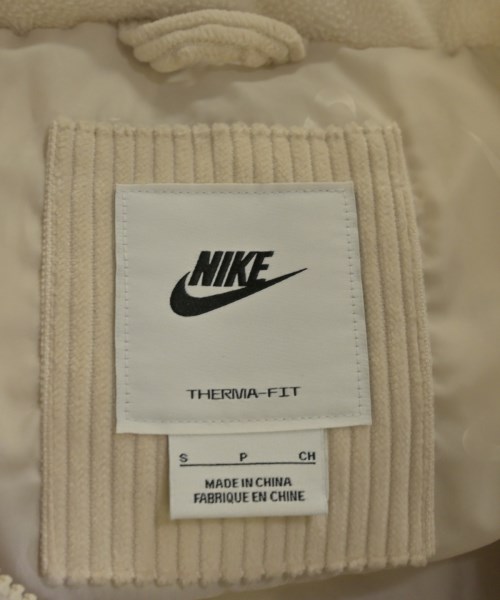 NIKE
THERMA-FIT
S P CH
MADE IN CHINA
FABRIQUE EN CHINE